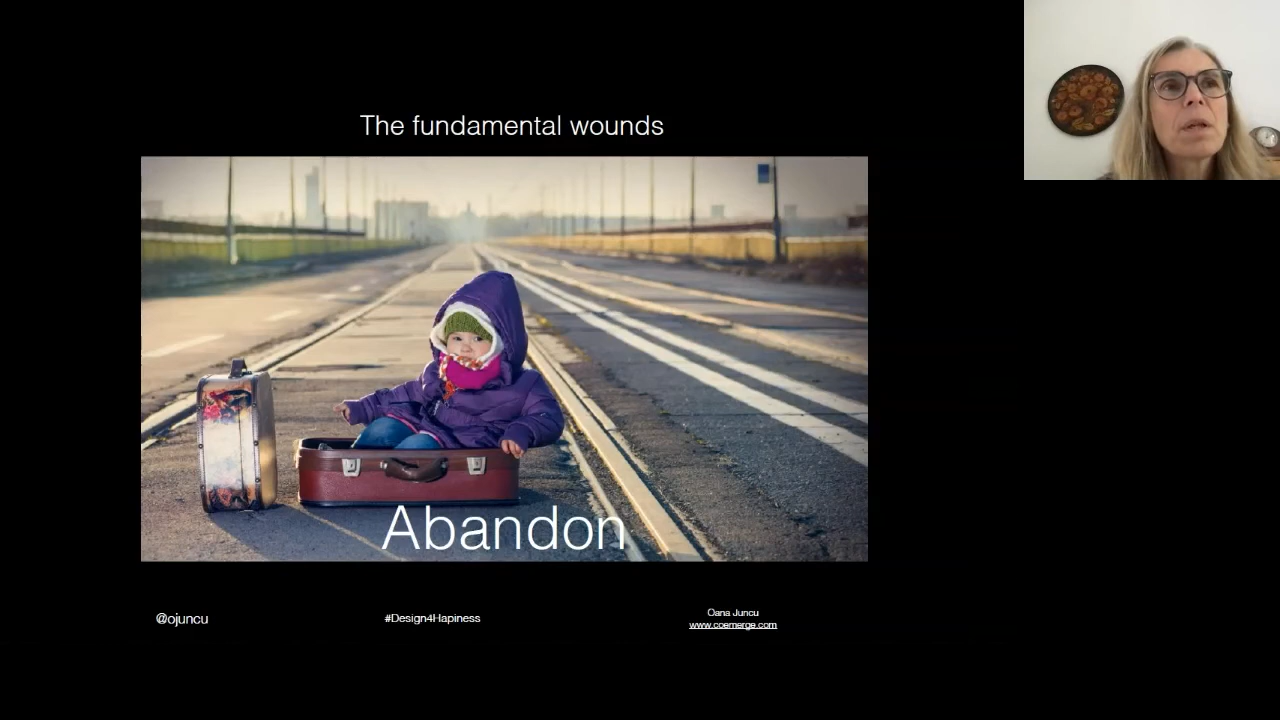 The fundamental wounds
Abandon
@ojuncu
#Design4Hapiness
Oana Juncu
www.coemerge.com